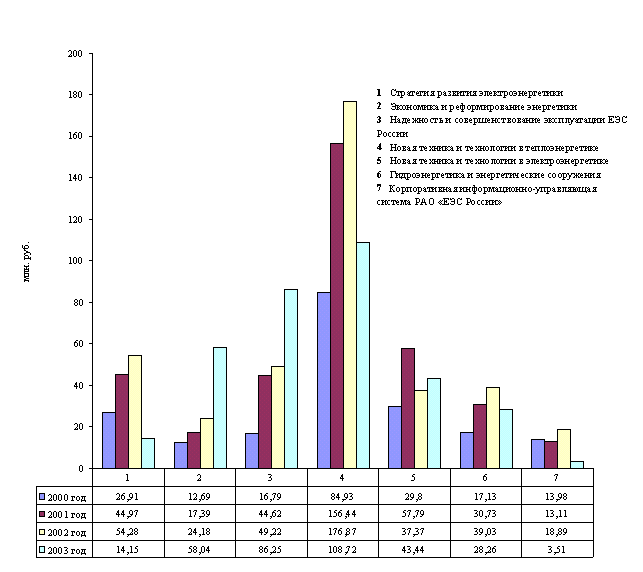 200
180
160
140
120
100
80
60
40
20
0
млн. руб.
1 Стратегия развития электроэнергетики
2 Экономика и реформирование энергетики
3 Надежность и совершенствование эксплуатации ЕЭС
России
4 Новая техника и технологии в теплоэнергетике
5 Новая техника и технологии в электроэнергетике
6 Гидроэнергетика и энергетические сооружения
7 Корпоративная информационно-управляющая
система РАО «ЕЭС России»
1 2 3 4 5 6 7
2000 год 26,91 12,69 16,79 84,93 29,8 17,13 13,98
2001 год 44,97 17,39 44,62 156,44 57,79 30,73 13,11
2002 год 54,28 24,18 49,22 176,87 37,37 39,03 18,89
2003 год 14,15 58,04 86,25 108,72 43,44 28,26 3,51